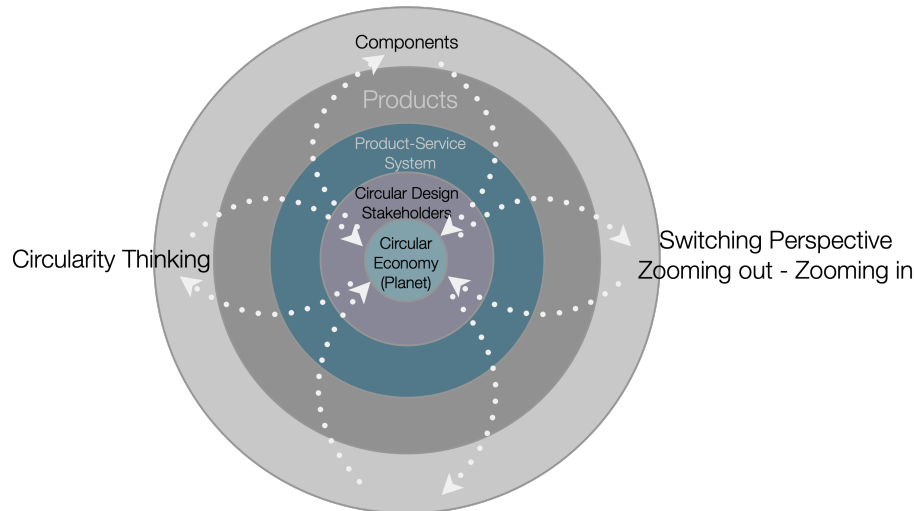 Components
Products
Product-Service
System
Circular Design
Stakeholders
Circular
Economy
(Planet)
Circularity Thinking
Switching Perspective
Zooming out - Zooming in